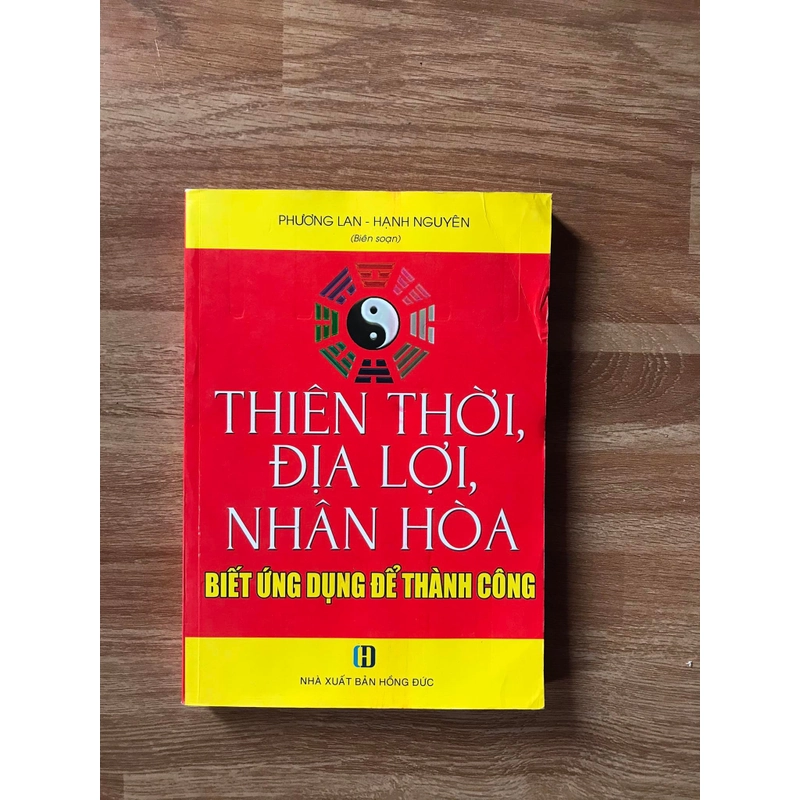 PHƯƠNG LAN - HẠNH NGUYÊN
(Biên soạn)
THIÊN THỜI,
ĐỊA LỢI,
NHÂN HÒA
BIẾT ỨNG DỤNG ĐỂ THÀNH CÔNG
NHÀ XUẤT BẢN HỒNG ĐỨC